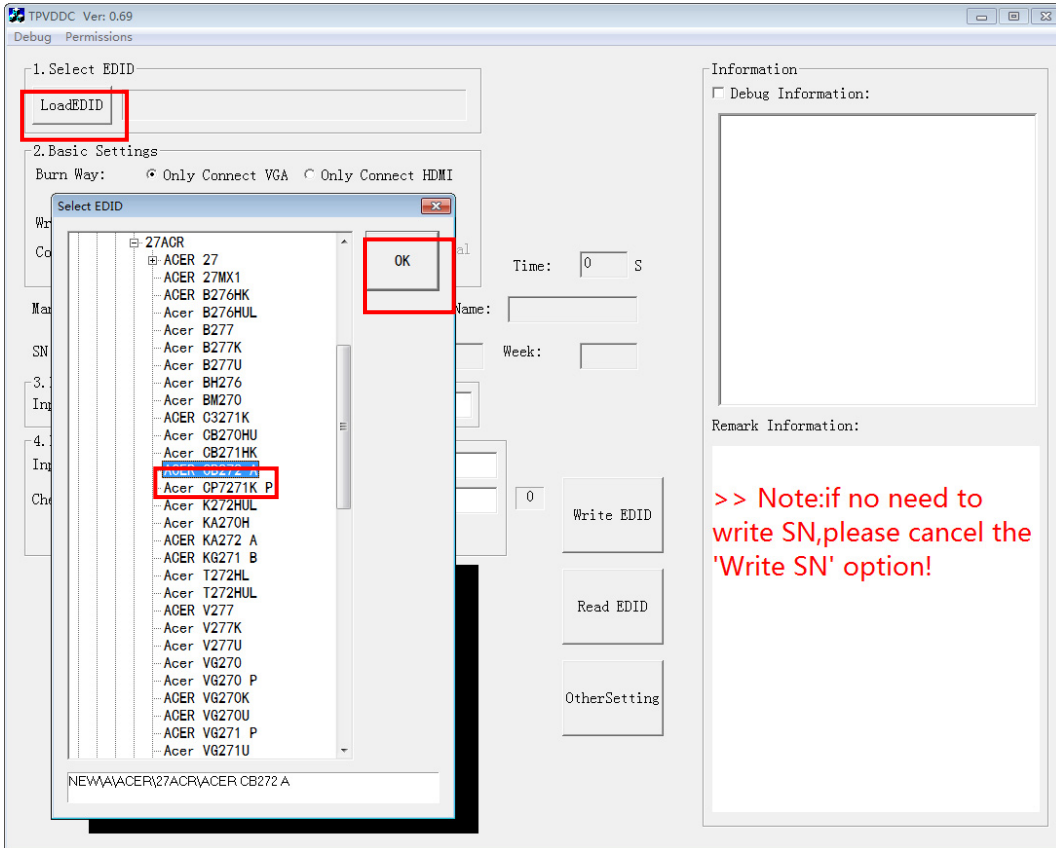 TPVDDC Ver: 0.69
Debug Permissions
1.Select EDID
LoadEDID
2.Basic Settings
Burn Way: Only Connect VGA Only Connect HDMI
Select EDID
OK
27ACR
ACER 27
ACER 27MX1
ACER B276HK
Acer B276HUL
Acer B277
Acer B277K
Acer B277U
Acer BH276
Acer BM270
ACER C3271K
Acer CB270HU
Acer CB271HK
ACER CB272 A
Acer CP7271K P
Acer K272HUL
Acer KA270H
ACER KA272 A
ACER KG271 B
Acer T272HL
Acer T272HUL
ACER V277
Acer V277K
Acer V277U
Acer VG270
Acer VG270 P
ACER VG270K
ACER VG270U
ACER VG271 P
Acer VG271U
NEW\A\ACER\27ACR\ACER CB272 A
Time: 0 S
Name:
SN
Week:
3.
4.
0
Write EDID
Read EDID
OtherSetting
Information
Debug Information:
Remark Information:
>> Note:if no need to
write SN,please cancel the
'Write SN' option!